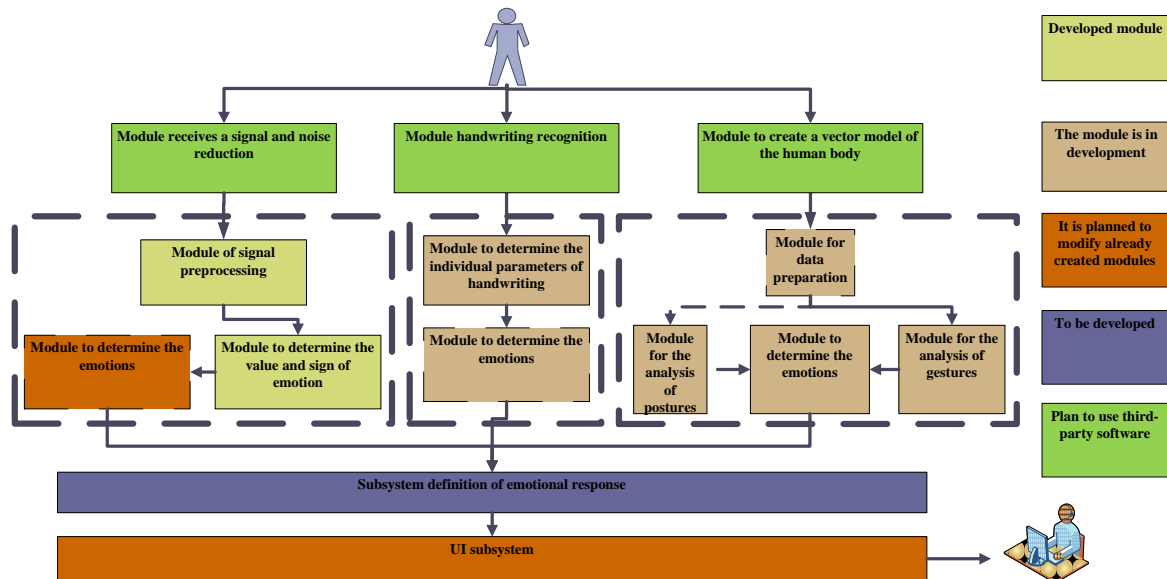 Developed module
Module receives a signal and noise
reduction
Module handwriting recognition
Module to create a vector model of
the human body
The module is in
development
It is planned to
modify already
created modules
Module of signal
preprocessing
Module to determine the
individual parameters of
handwriting
Module for
data
preparation
To be developed
Module to determine the
emotions
Module to determine the
value and sign of
emotion
Module to determine the
emotions
Module
for the
analysis
of
postures
Module to
determine the
emotions
Module for the
analysis of
gestures
Plan to use third-
party software
Subsystem definition of emotional response
UI subsystem